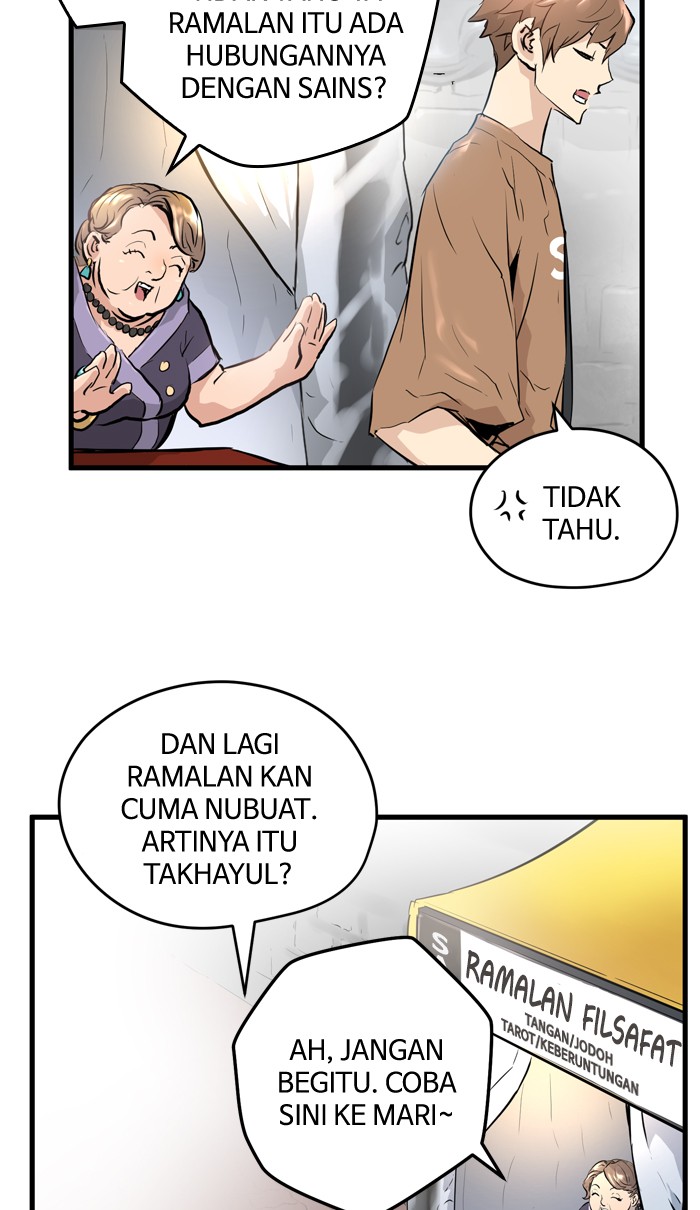 RAMALAN ITU ADA
HUBUNGANNYA
DENGAN SAINS?
S
TIDAK
TAHU.
DAN LAGI
RAMALAN KAN
CUMA NUBUAT.
ARTINYA ITU
TAKHAYUL?
RAMALAN FILSAFAT
TANGAN/JODOH
TAROT/KEBERUNTUNGAN
AH, JANGAN
BEGITU. COBA
SINI KE MARI~